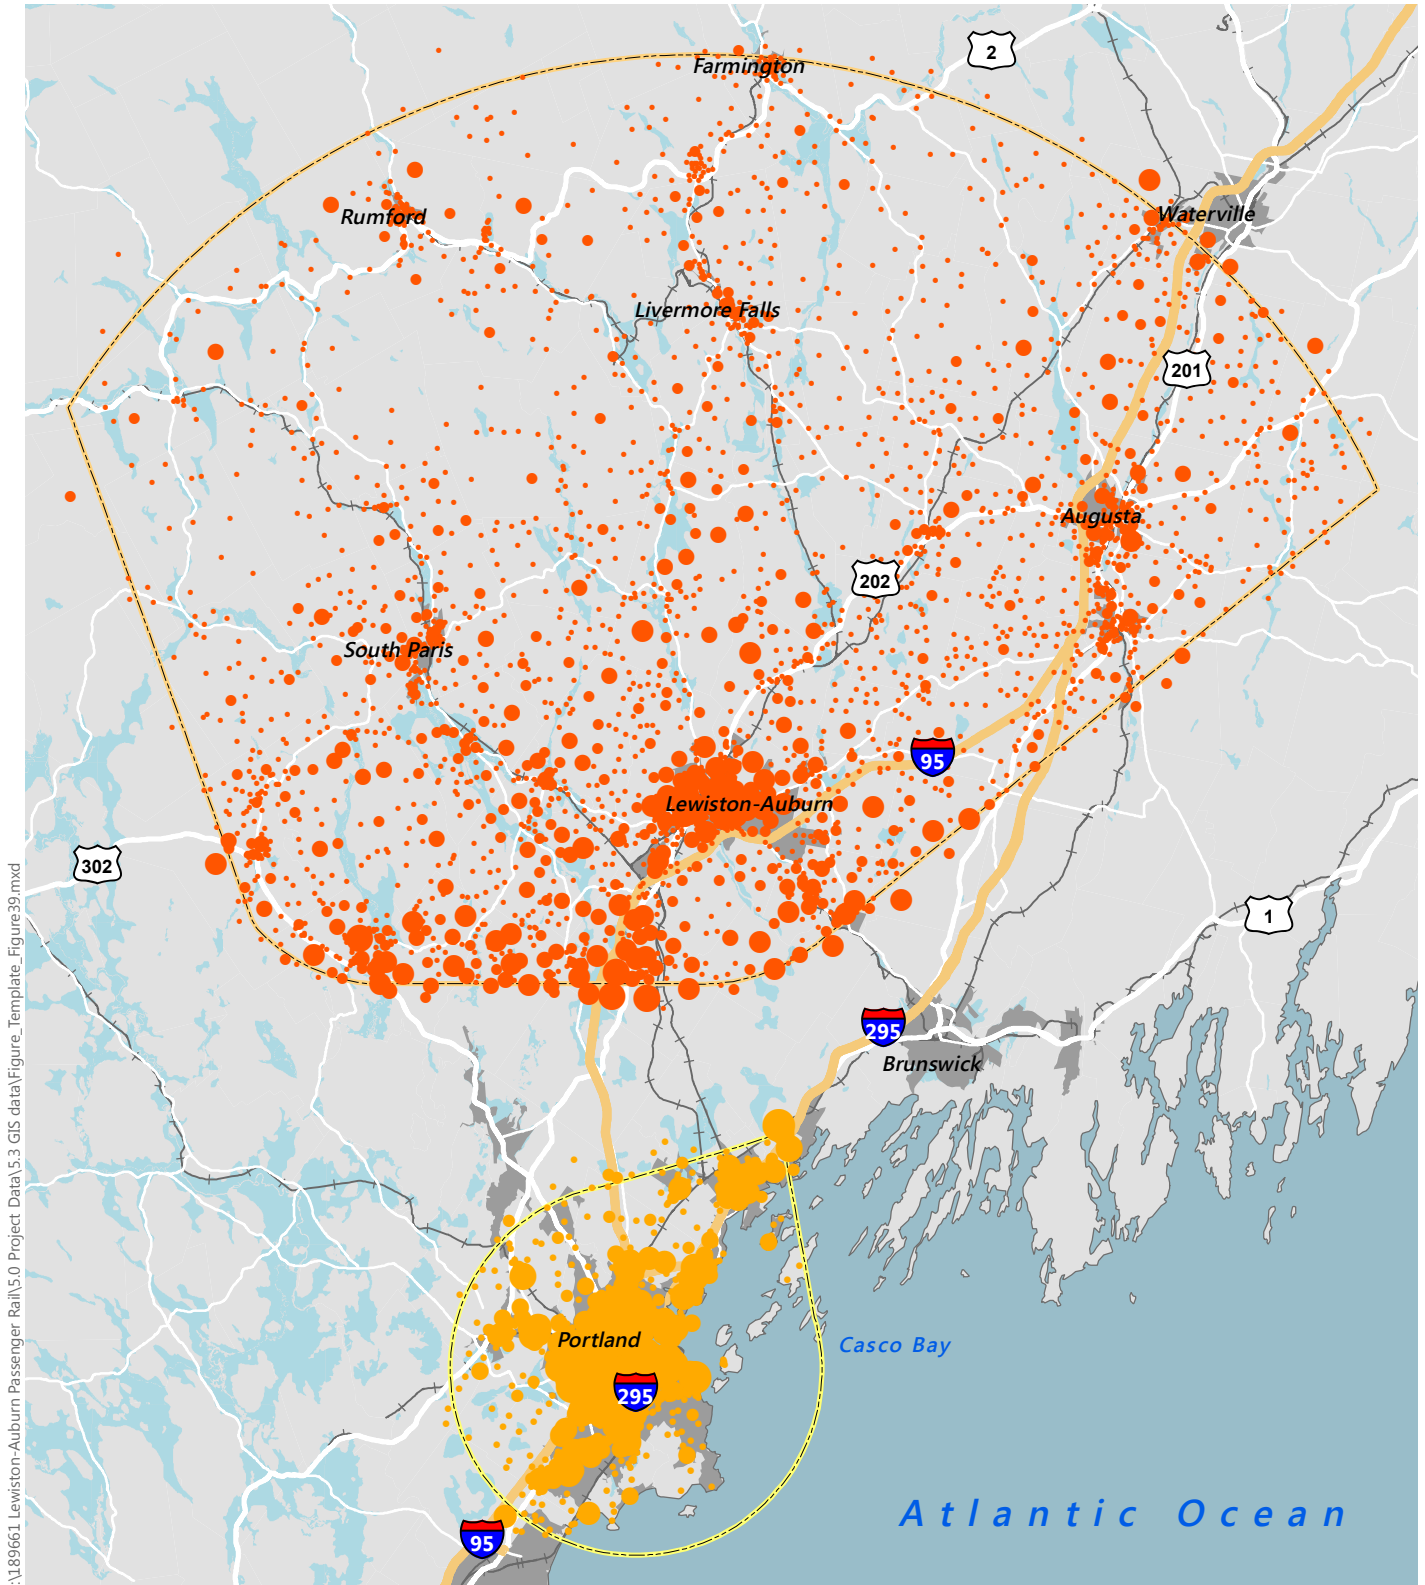 2
Farmington
Rumford
Waterville
Livermore Falls
201
Augusta
202
South Paris
95
Lewiston-Auburn
302
1
295
Brunswick
Portland
Casco Bay
295
Atlantic Ocean
95
:\189661 Lewiston-Auburn Passenger Rail\5.0 Project Data\5.3 GIS data\Figure_Template_Figure39.mxd